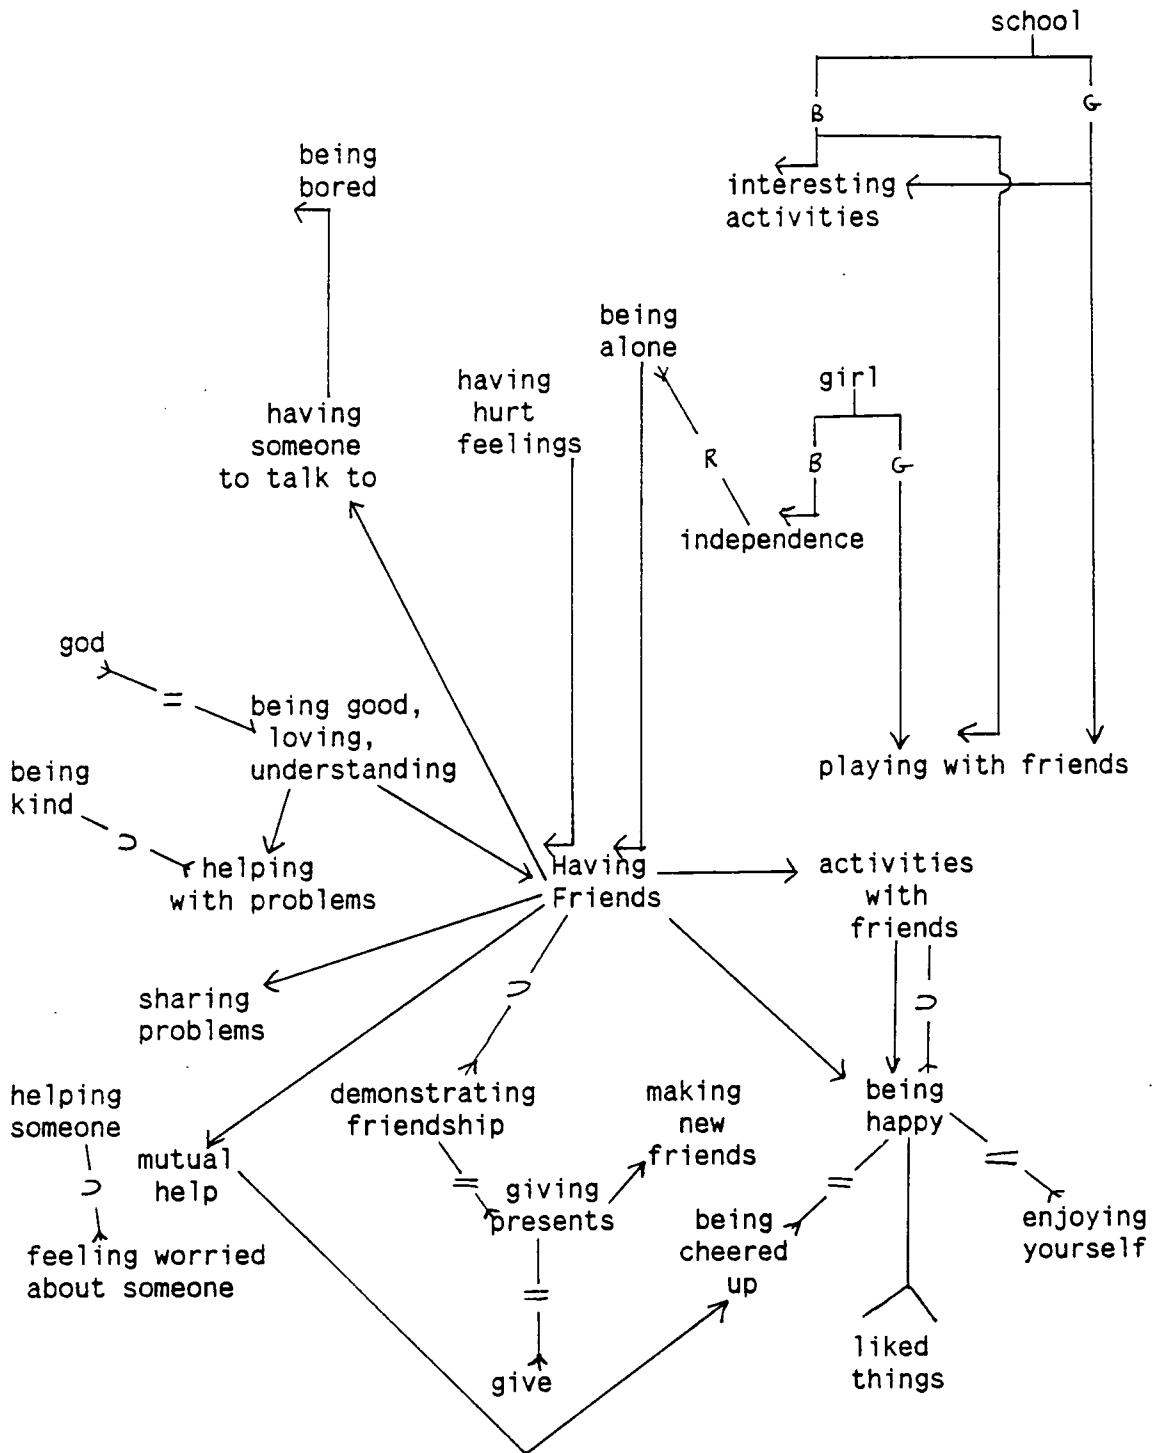 school
B
G
being
bored
interesting
activities
being
alone
girl
having
hurt
feelings
having
someone
to talk to
R
B
G
independence
god
=
being good,
loving,
understanding
playing with friends
being
kind
⊃
helping
with problems
Having
Friends
activities
with
friends
⊃
⊃
sharing
problems
demonstrating
friendship
making
new
friends
being
happy
helping
someone
⊃
mutual
help
=
giving
presents
=
=
being
cheered
up
enjoying
yourself
feeling worried
about someone
=
liked
things
give